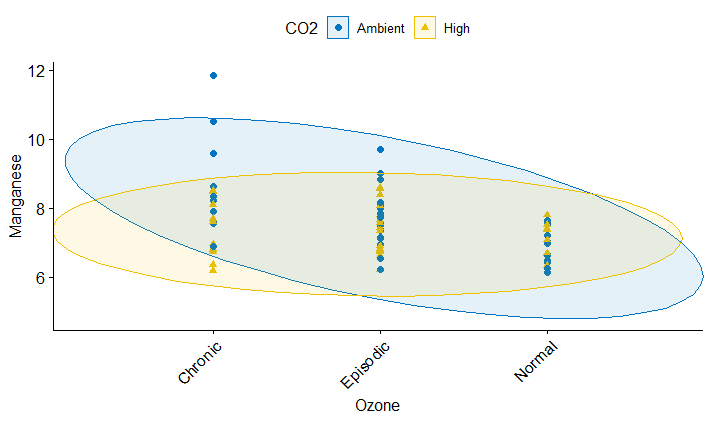 CO2 Ambient High
12
10
8
6
Manganese
Chronic
Episodic
Normal
Ozone